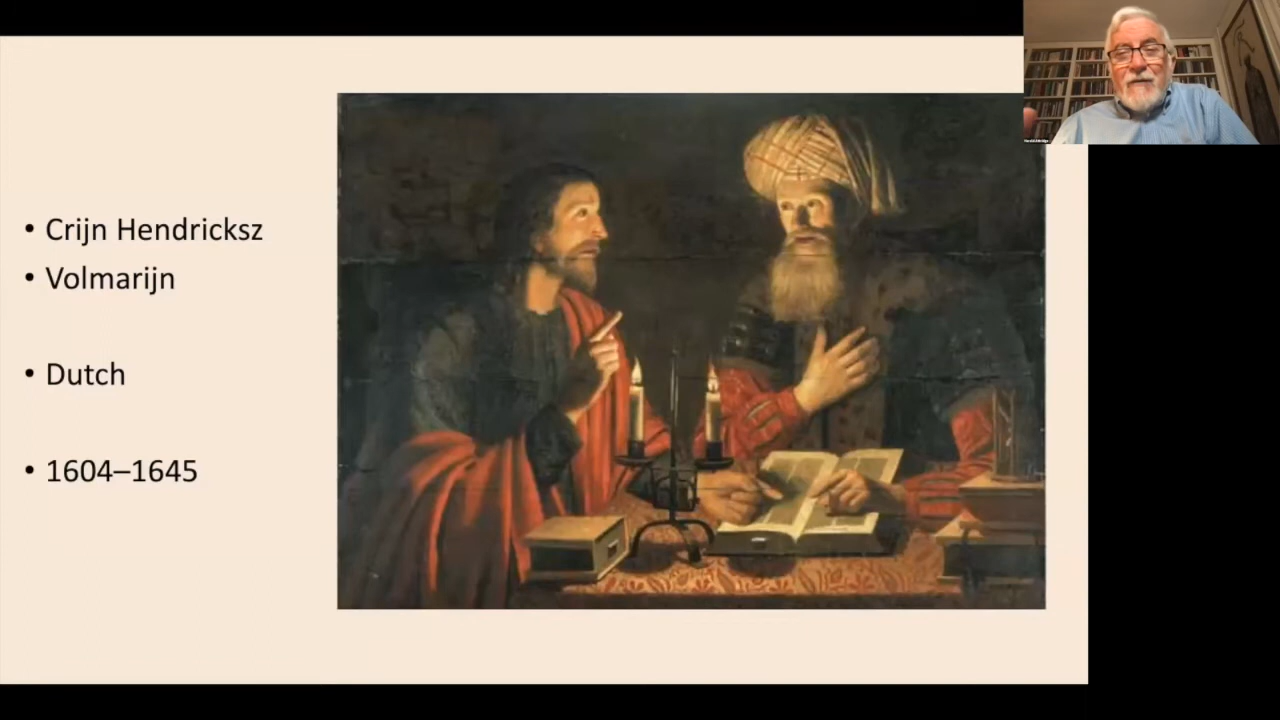 • Crijn Hendricksz
• Volmarijn
• Dutch
• 1604–1645